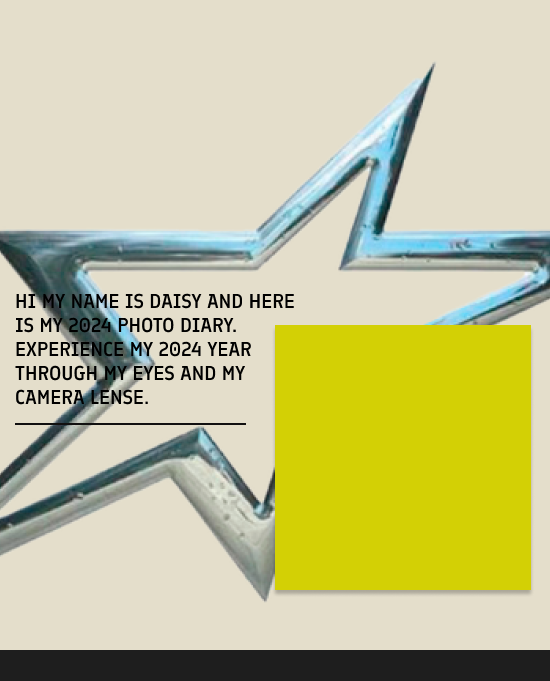 HI MY NAME IS DAISY AND HERE
IS MY 2024 PHOTO DIARY.
EXPERIENCE MY 2024 YEAR
THROUGH MY EYES AND MY
CAMERA LENSE.